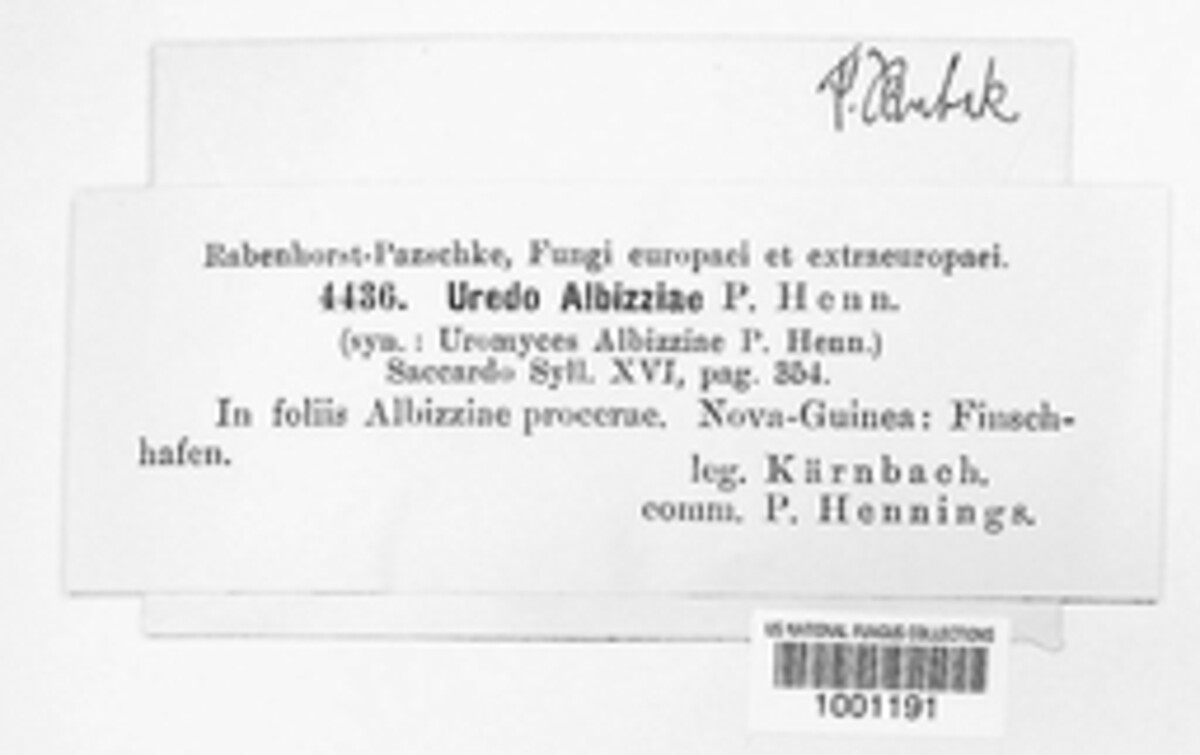 Rabenhorst-Pazschke, Fungi europaei et extraeuropaei.
4436. Uredo Albizziae P. Henn.
(syn.: Uromyces Albizziae P. Henn.)
Saccardo Syll. XVI, pag. 354.
In foliis Albizziae procerae. Nova-Guinea: Finsch-
hafen.
leg. Kärnbach.
comm. P. Hennings.
US NATIONAL FUNGUS COLLECTIONS
1001191